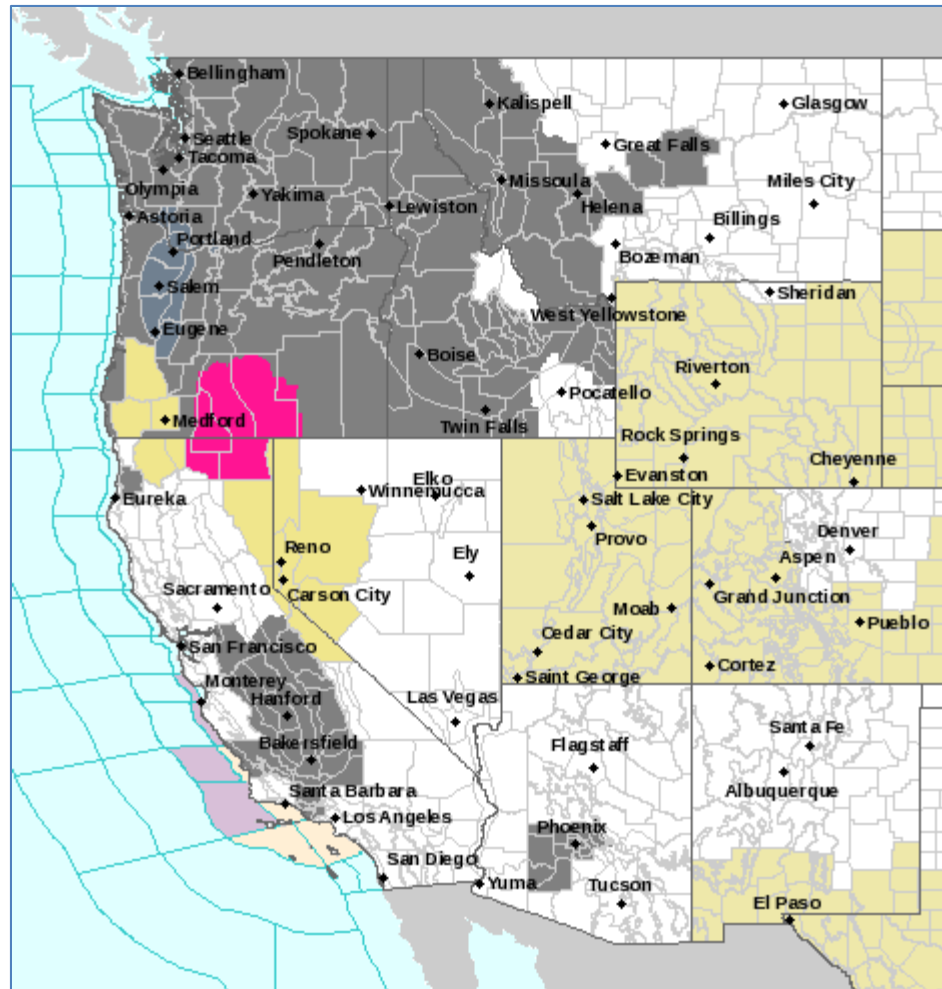 Bellingham
Kalispell
Glasgow
Seattle
Spokane
Great Falls
Tacoma
Olympia
Yakima
Missoula
Helena
Miles City
Astoria
Lewiston
Billings
Portland
Pendleton
Bozeman
Salem
Sheridan
West Yellowstone
Eugene
Boise
Riverton
Pocatello
Medford
Twin Falls
Rock Springs
Evanston
Cheyenne
Elko
Winnemucca
Eureka
Salt Lake City
Provo
Denver
Reno
Ely
Aspen
Sacramento
Carson City
Grand Junction
Moab
Pueblo
San Francisco
Cedar City
Monterey
Cortez
Saint George
Hanford
Las Vegas
Santa Fe
Bakersfield
Flagstaff
Albuquerque
Santa Barbara
Los Angeles
Phoenix
San Diego
Yuma
Tucson
El Paso